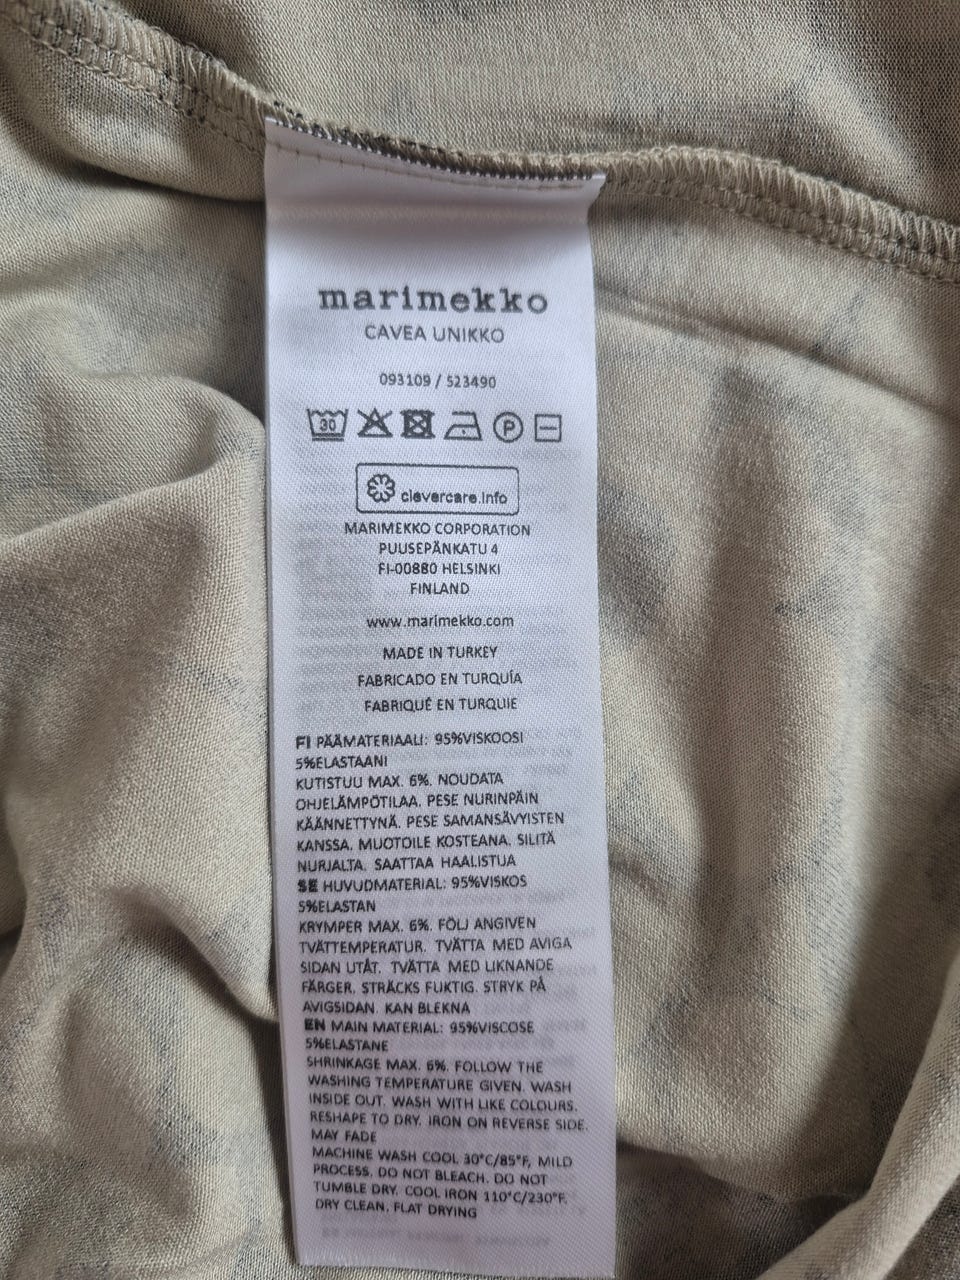 marimekko
CAVEA UNIKKO
093109 / 523490
30
P
clevercare.info
MARIMEKKO CORPORATION
PUUSEPÄNKATU 4
FI-00880 HELSINKI
FINLAND
www.marimekko.com
MADE IN TURKEY
FABRICADO EN TURQUÍA
FABRIQUÉ EN TURQUIE
FI PÄÄMATERIAALI: 95%VISKOOSI
5%ELASTAANI
KUTISTUU MAX. 6%. NOUDATA
OHJELÄMPÖTILAA. PESE NURINPÄIN
KÄÄNNETTYNÄ. PESE SAMANSÄVYISTEN
KANSSA. MUOTOILE KOSTEANA. SILITÄ
NURJALTA. SAATTAA HAALISTUA
SE HUVUDMATERIAL: 95%VISKOS
5%ELASTAN
KRYMPER MAX. 6%. FÖLJ ANGIVEN
TVÄTTEMPERATUR. TVÄTTA MED AVIGA
SIDAN UTÅT. TVÄTTA MED LIKNANDE
FÄRGER. STRÄCKS FUKTIG. STRYK PÅ
AVIGSIDAN. KAN BLEKNA
EN MAIN MATERIAL: 95%VISCOSE
5%ELASTANE
SHRINKAGE MAX. 6%. FOLLOW THE
WASHING TEMPERATURE GIVEN. WASH
INSIDE OUT. WASH WITH LIKE COLOURS.
RESHAPE TO DRY. IRON ON REVERSE SIDE.
MAY FADE
MACHINE WASH COOL 30°C/85°F, MILD
PROCESS. DO NOT BLEACH. DO NOT
TUMBLE DRY. COOL IRON 110°C/230°F.
DRY CLEAN. FLAT DRYING